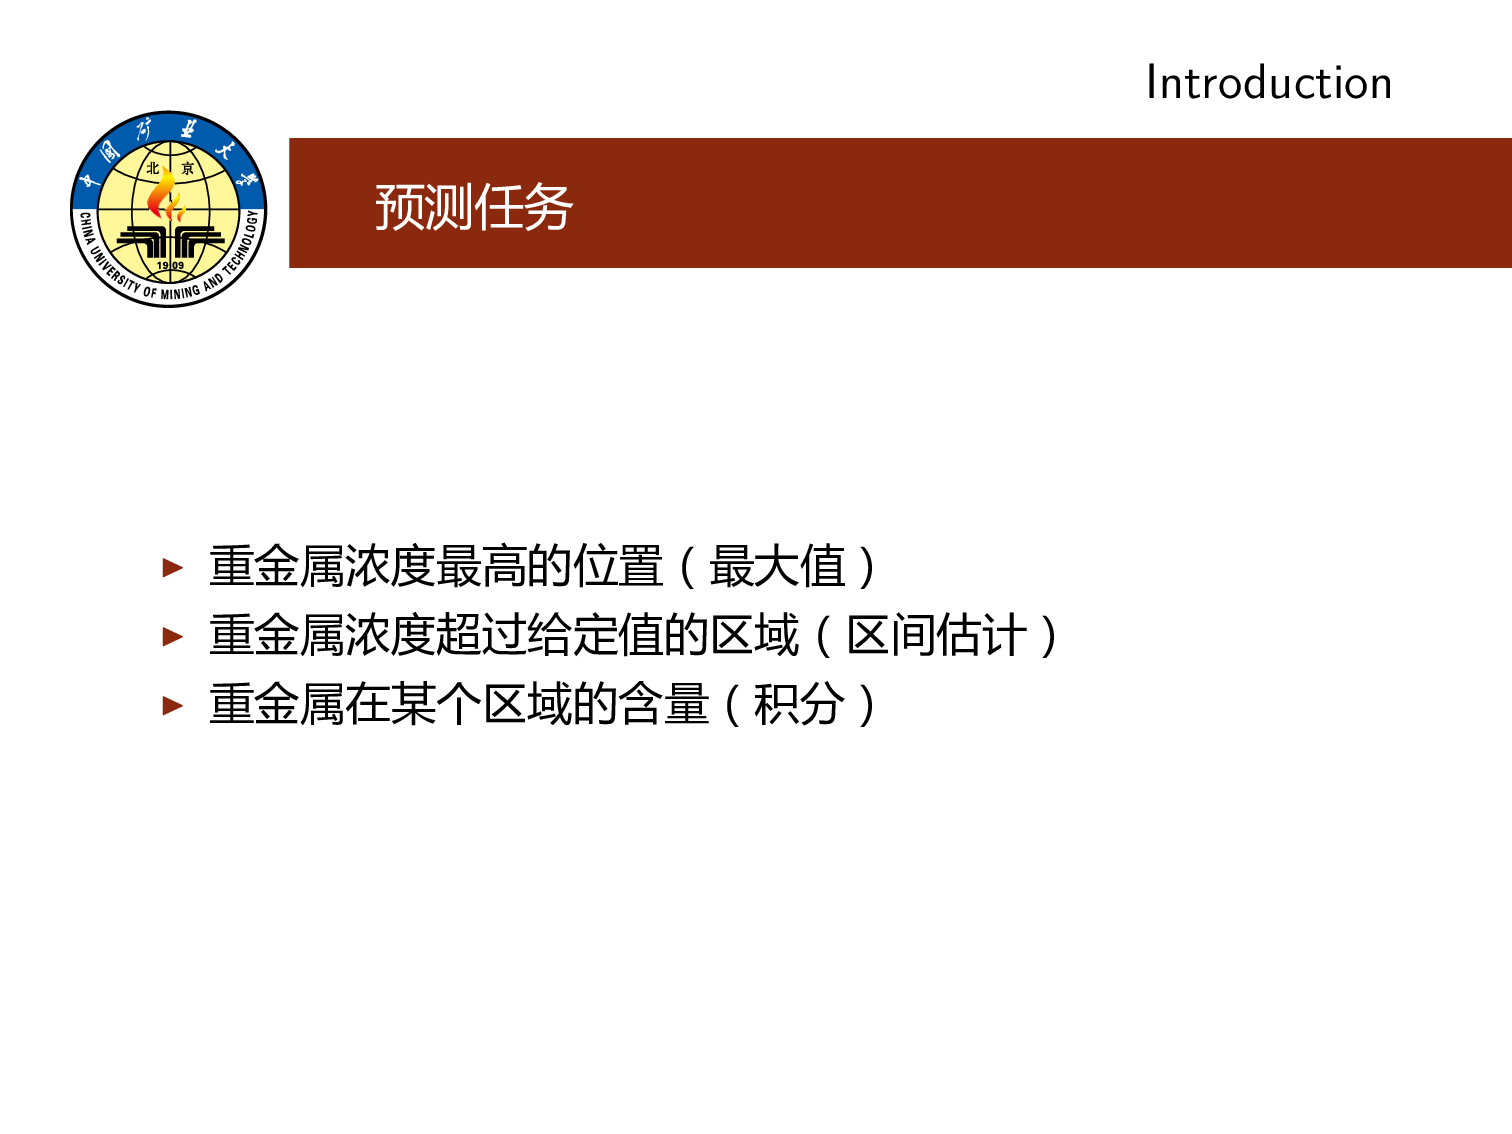 Introduction
中国矿业大学
北京
1909
CHINA UNIVERSITY OF MINING AND TECHNOLOGY
预测任务
重金属浓度最高的位置（最大值）
重金属浓度超过给定值的区域（区间估计）
重金属在某个区域的含量（积分）